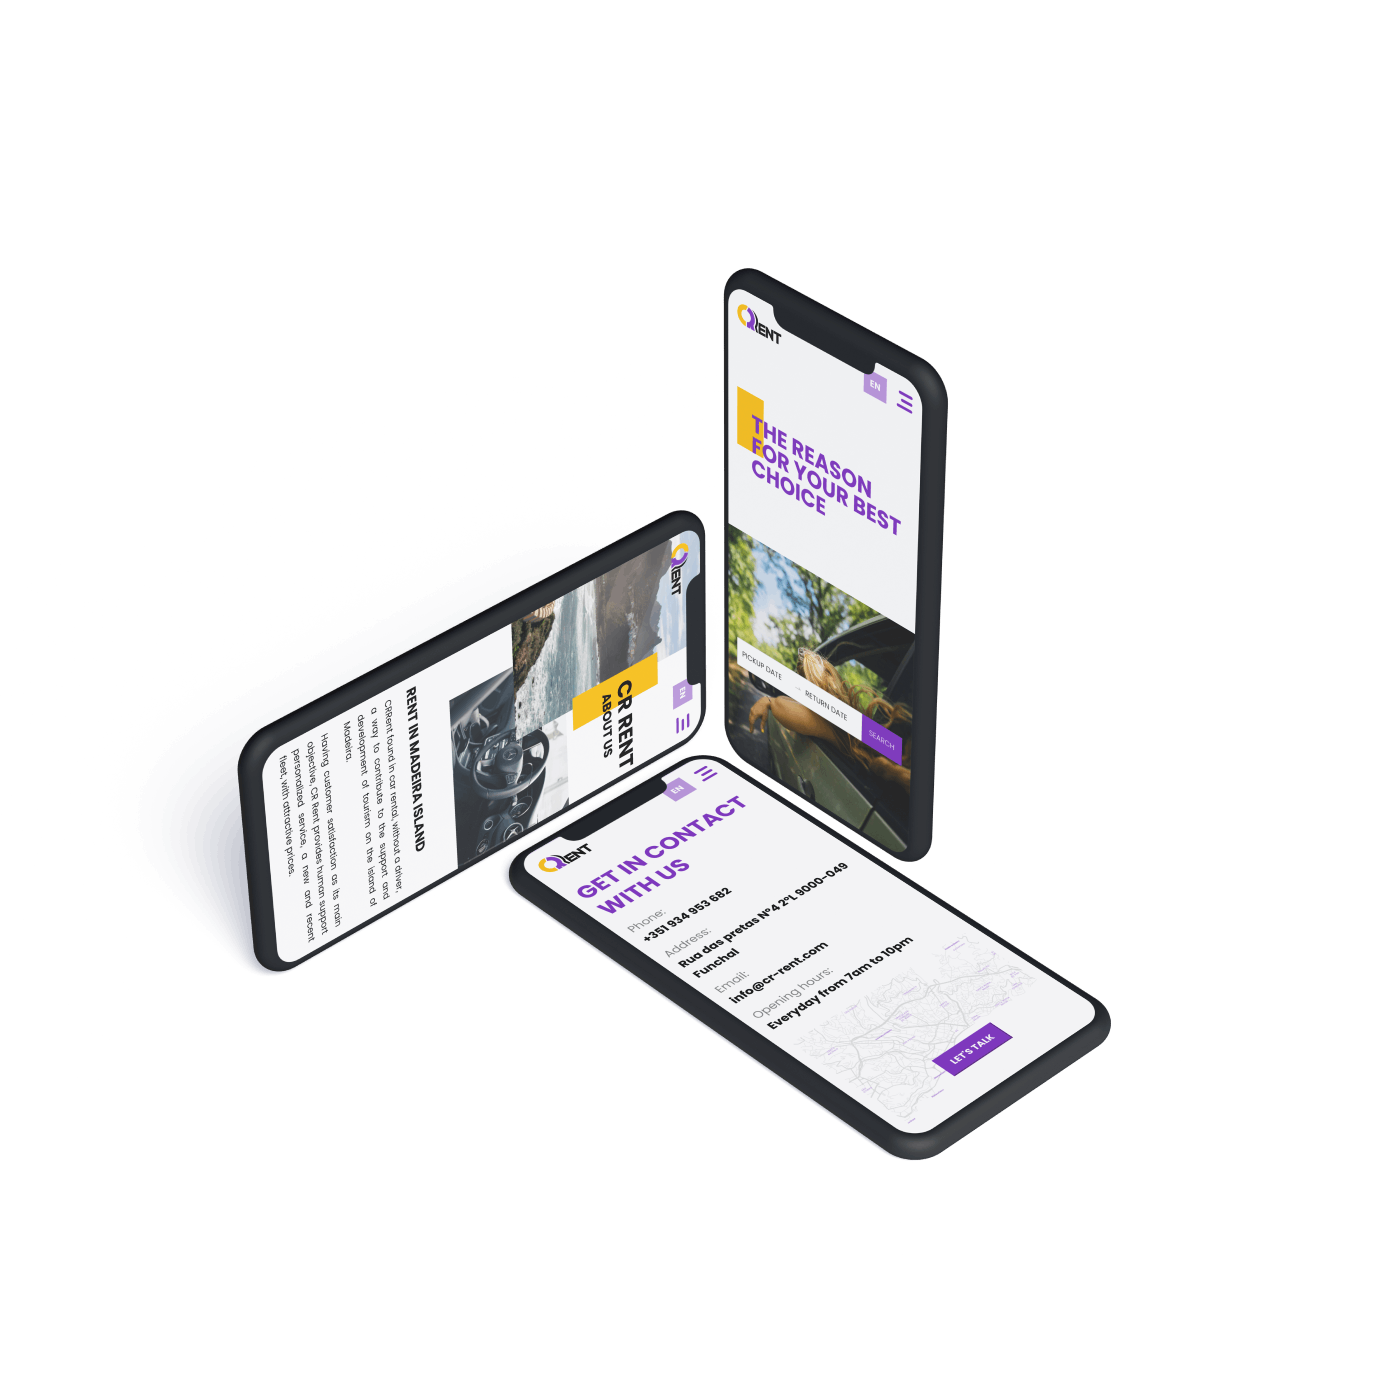 CRENT
EN
THE REASON
FOR YOUR BEST
CHOICE
PICKUP DATE → RETURN DATE SEARCH
CRENT
EN
CR RENT
ABOUT US
RENT IN MADEIRA ISLAND
CRRent found in car rental, without a driver,
a way to contribute to the support and
development of tourism on the island of
Madeira.
Having customer satisfaction as its main
objective, CR Rent provides human support
personalized service, a new and recent
fleet, with attractive prices.
CRENT
EN
GET IN CONTACT
WITH US
Phone:
+351 934 953 682
Address:
Rua das pretas Nº4 2ºL 9000-049
Funchal
Email:
info@cr-rent.com
Opening hours:
Everyday from 7am to 10pm
LET'S TALK